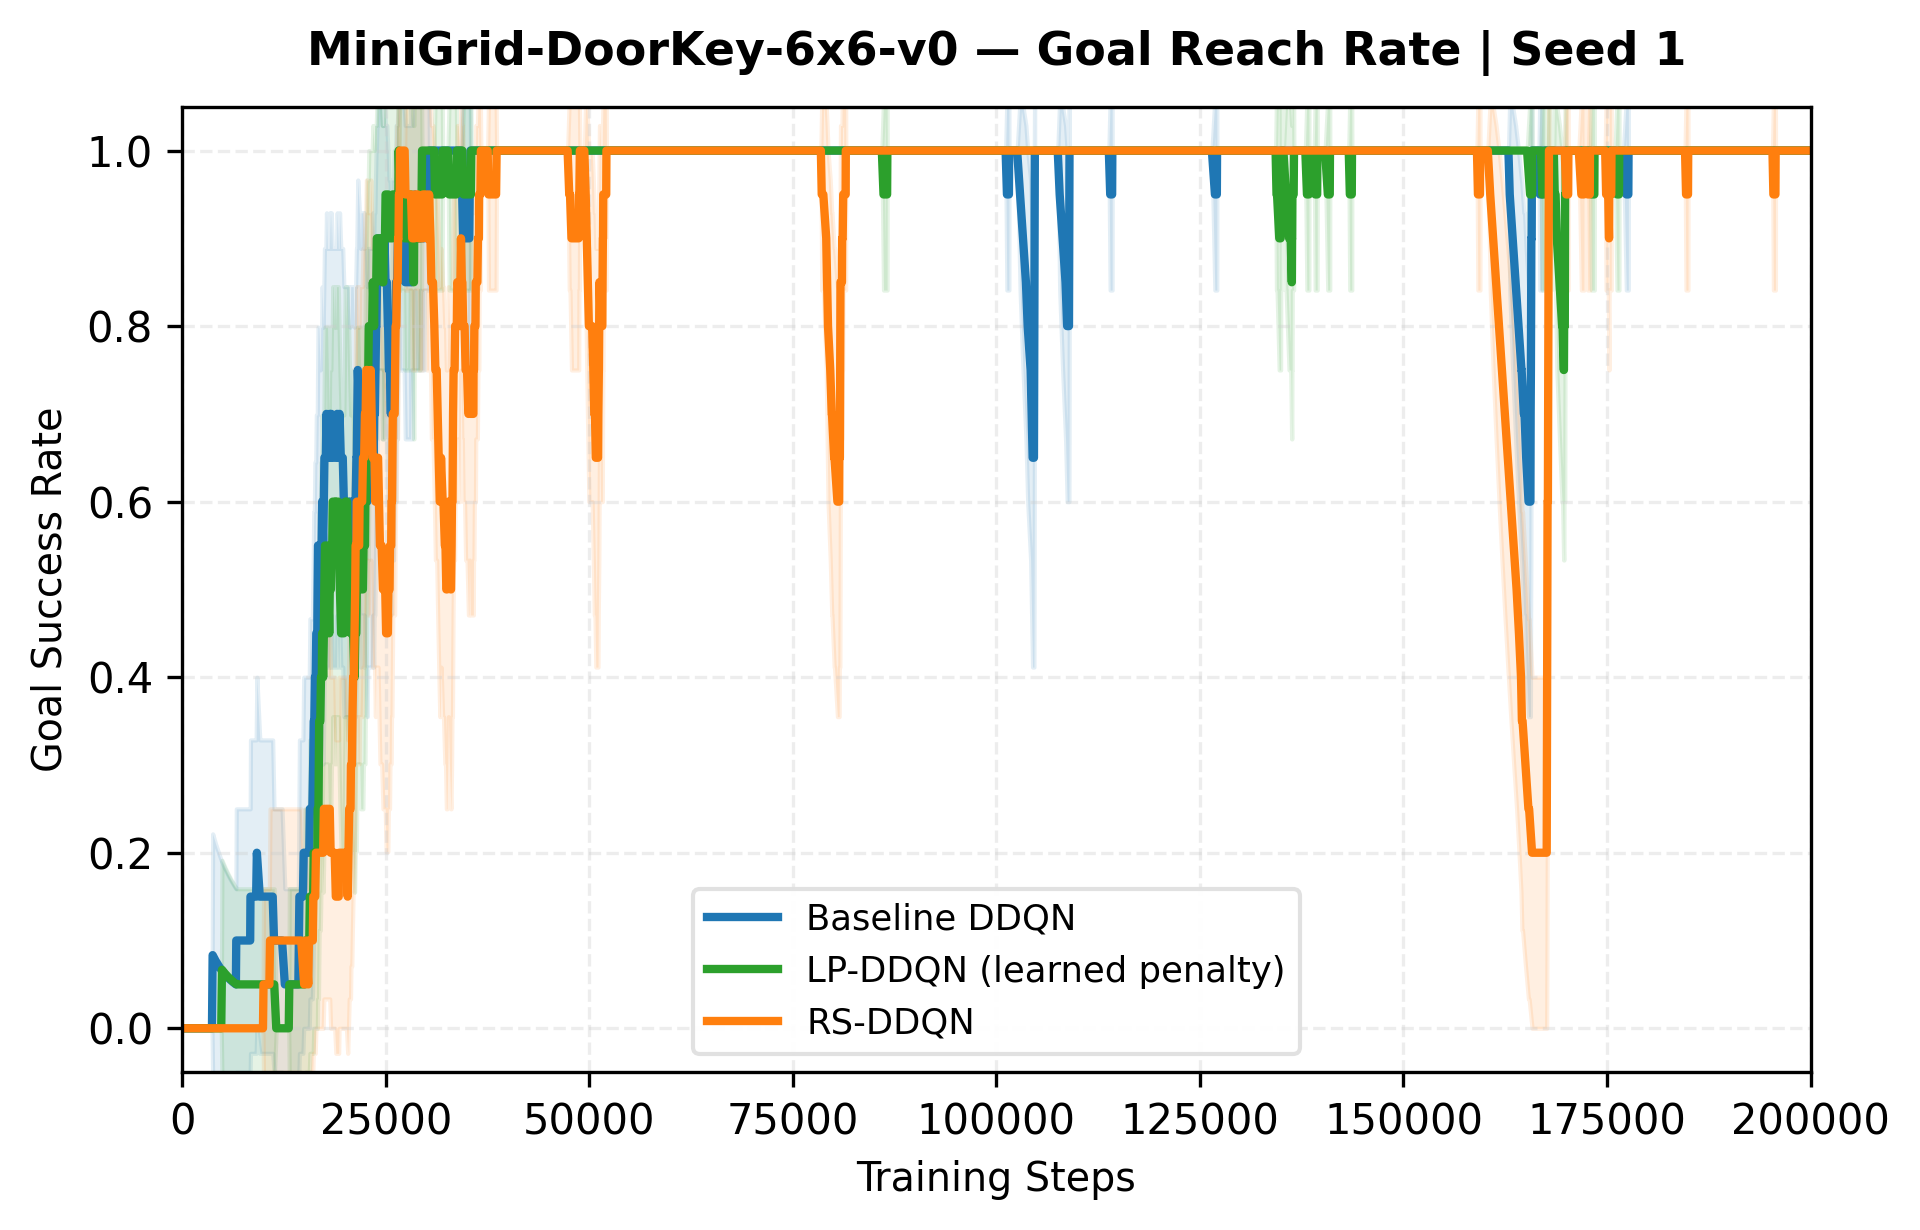 MiniGrid-DoorKey-6x6-v0 — Goal Reach Rate | Seed 1
Goal Success Rate
1.0
0.8
0.6
0.4
0.2
0.0
Baseline DDQN
LP-DDQN (learned penalty)
RS-DDQN
0 25000 50000 75000 100000 125000 150000 175000 200000
Training Steps